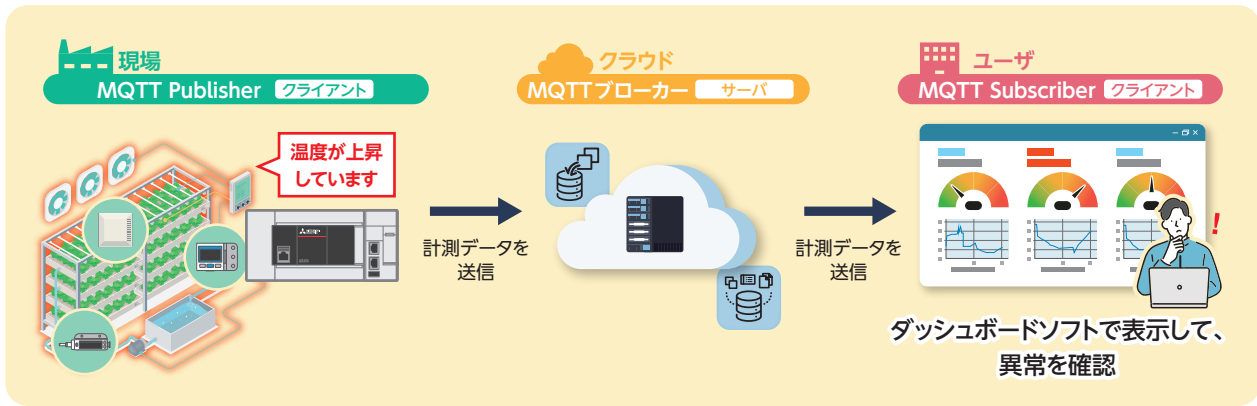 現場
MQTT Publisher クライアント
クラウド
MQTTブローカー サーバ
ユーザ
MQTT Subscriber クライアント
温度が上昇
しています
計測データを
送信
計測データを
送信
!
ダッシュボードソフトで表示して、
異常を確認